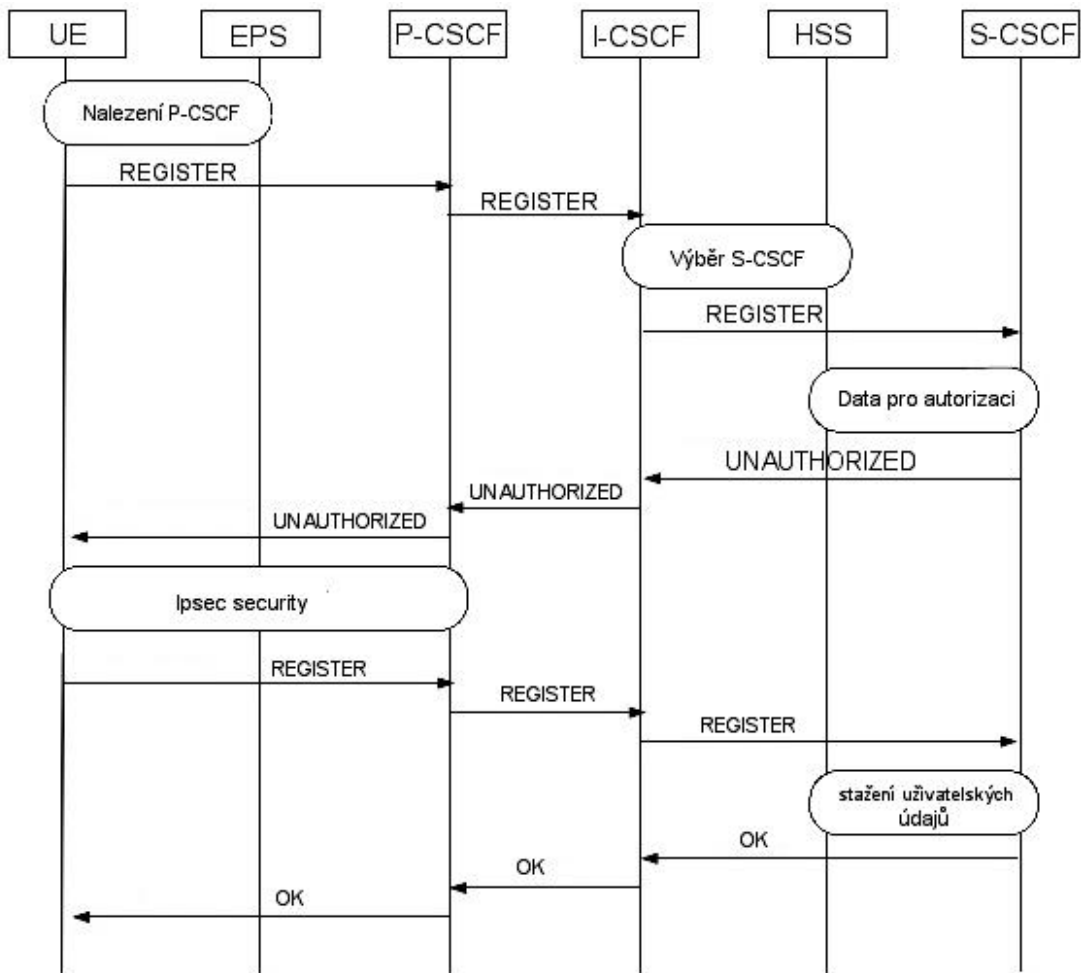 UE EPS P-CSCF I-CSCF HSS S-CSCF
Nalezení P-CSCF
REGISTER
REGISTER
Výběr S-CSCF
REGISTER
Data pro autorizaci
UNAUTHORIZED
UNAUTHORIZED
UNAUTHORIZED
Ipsec security
REGISTER
REGISTER
REGISTER
stažení uživatelských
údajů
OK
OK
OK